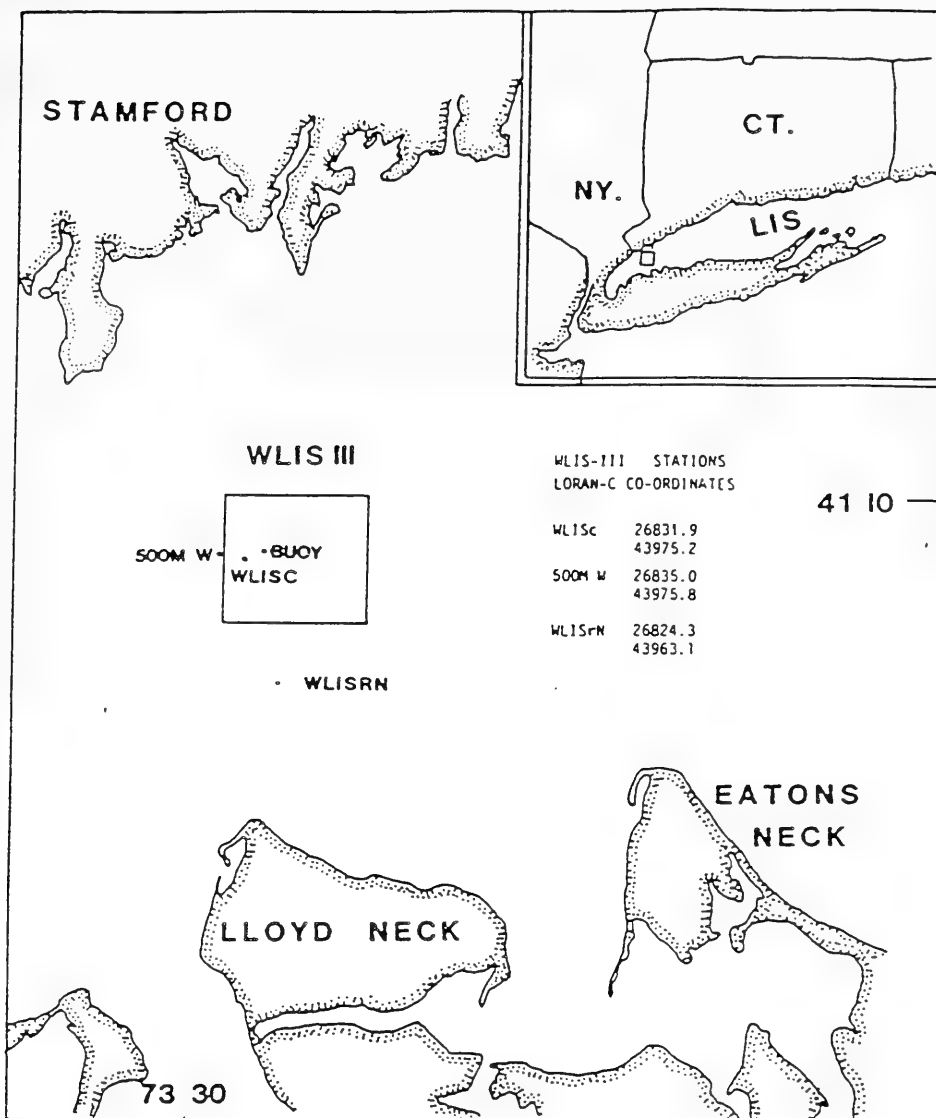 STAMFORD
CT.
NY.
LIS
WLIS III
500M W
BUOY
WLISC
WLISRN
WLIS-III STATIONS
LORAN-C CO-ORDINATES
WLISc 26831.9
43975.2
500M W 26835.0
43975.8
WLISrN 26824.3
43963.1
41 10
EATONS
NECK
LLOYD NECK
73 30